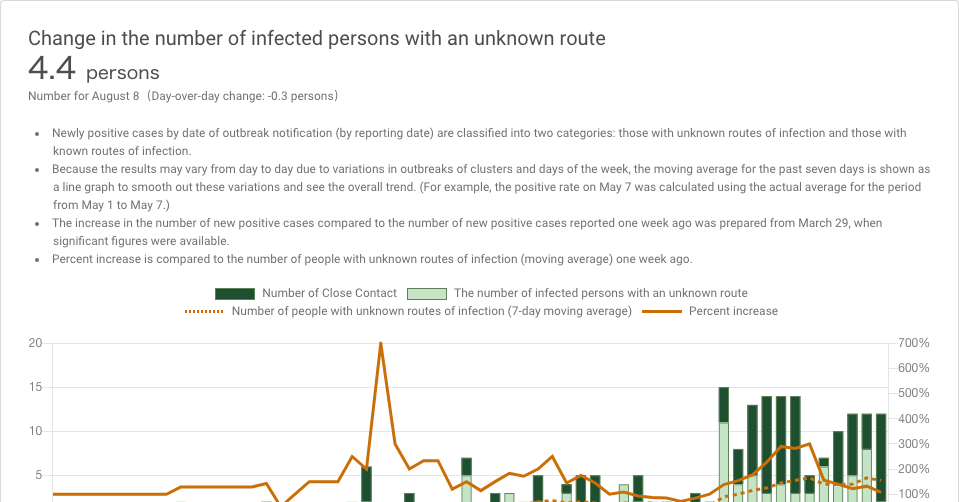 Change in the number of infected persons with an unknown route
4.4 persons
Number for August 8（Day-over-day change: -0.3 persons）
• Newly positive cases by date of outbreak notification (by reporting date) are classified into two categories: those with unknown routes of infection and those with
known routes of infection.
• Because the results may vary from day to day due to variations in outbreaks of clusters and days of the week, the moving average for the past seven days is shown as
a line graph to smooth out these variations and see the overall trend. (For example, the positive rate on May 7 was calculated using the actual average for the period
from May 1 to May 7.)
• The increase in the number of new positive cases compared to the number of new positive cases reported one week ago was prepared from March 29, when
significant figures were available.
• Percent increase is compared to the number of people with unknown routes of infection (moving average) one week ago.
Number of Close Contact The number of infected persons with an unknown route
Number of people with unknown routes of infection (7-day moving average) Percent increase
20 700%
600%
15 500%
400%
10 300%
5 200%
100%